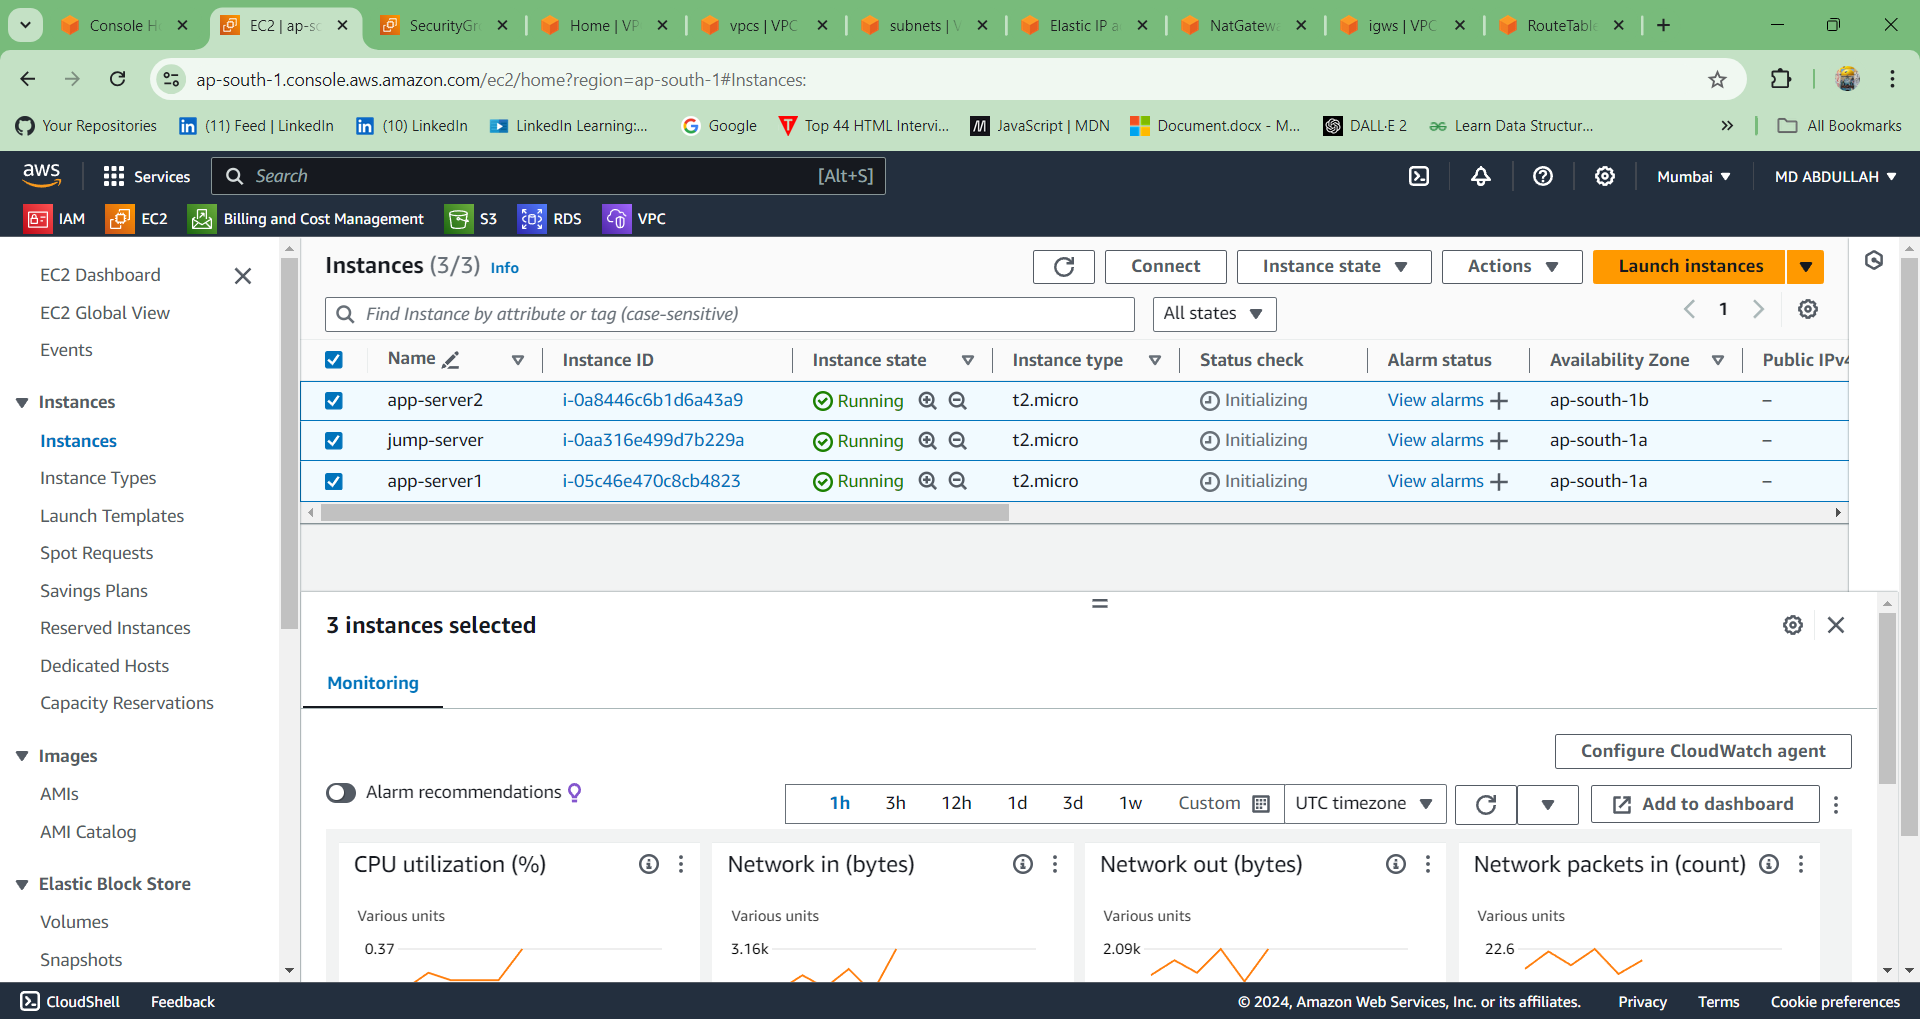 Console H
EC2 | ap-so
SecurityGro
Home | VP
vpcs | VPC
subnets | V
Elastic IP a
NatGatewa
igws | VPC
RouteTable
ap-south-1.console.aws.amazon.com/ec2/home?region=ap-south-1#Instances:
Your Repositories
(11) Feed | LinkedIn
(10) LinkedIn
LinkedIn Learning:...
Google
Top 44 HTML Intervi...
JavaScript | MDN
Document.docx - M...
DALL·E 2
Learn Data Structur...
All Bookmarks
aws
Services
Search
[Alt+S]
Mumbai
MD ABDULLAH
IAM
EC2
Billing and Cost Management
S3
RDS
VPC
EC2 Dashboard
EC2 Global View
Events
Instances
Instances
Instance Types
Launch Templates
Spot Requests
Savings Plans
Reserved Instances
Dedicated Hosts
Capacity Reservations
Images
AMIs
AMI Catalog
Elastic Block Store
Volumes
Snapshots
Instances (3/3) Info
Connect
Instance state
Actions
Launch instances
Find Instance by attribute or tag (case-sensitive)
All states
1
Name Instance ID Instance state Instance type Status check Alarm status Availability Zone Public IPv4
app-server2 i-0a8446c6b1d6a43a9 Running t2.micro Initializing View alarms + ap-south-1b –
jump-server i-0aa316e499d7b229a Running t2.micro Initializing View alarms + ap-south-1a –
app-server1 i-05c46e470c8cb4823 Running t2.micro Initializing View alarms + ap-south-1a –
3 instances selected
Monitoring
Configure CloudWatch agent
Alarm recommendations
1h 3h 12h 1d 3d 1w Custom
UTC timezone
Add to dashboard
CPU utilization (%)
Various units
0.37
Network in (bytes)
Various units
3.16k
Network out (bytes)
Various units
2.09k
Network packets in (count)
Various units
22.6
CloudShell
Feedback
© 2024, Amazon Web Services, Inc. or its affiliates.
Privacy
Terms
Cookie preferences